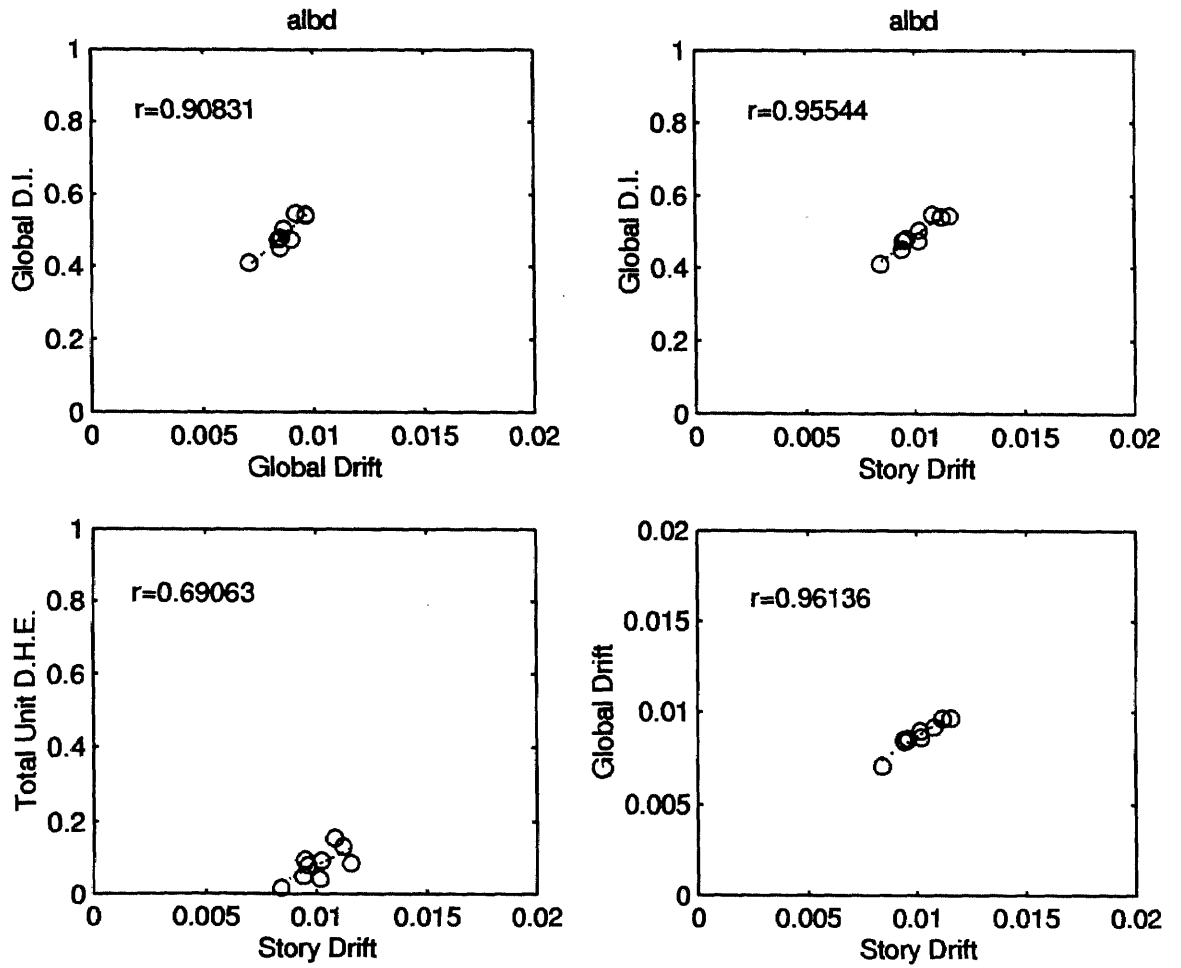 albd
1
0.8
0.6
0.4
0.2
0
r=0.90831
Global D.I.
0 0.005 0.01 0.015 0.02
Global Drift
albd
1
0.8
0.6
0.4
0.2
0
r=0.95544
Global D.I.
0 0.005 0.01 0.015 0.02
Story Drift
1
0.8
0.6
0.4
0.2
0
r=0.69063
Total Unit D.H.E.
0 0.005 0.01 0.015 0.02
Story Drift
0.02
0.015
0.01
0.005
0
r=0.96136
Global Drift
0 0.005 0.01 0.015 0.02
Story Drift